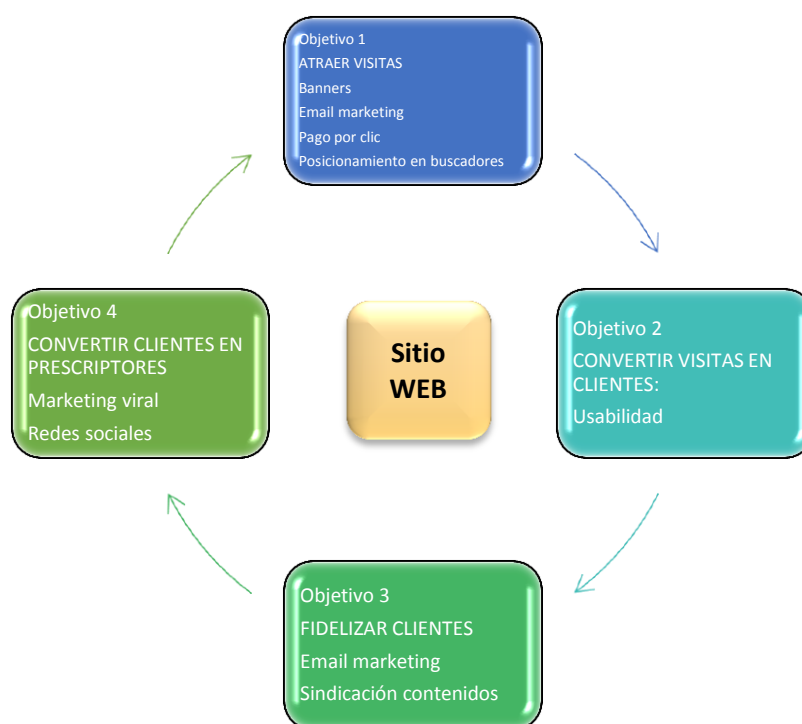 Objetivo 1
ATRAER VISITAS
Banners
Email marketing
Pago por clic
Posicionamiento en buscadores
Objetivo 4
CONVERTIR CLIENTES EN
PRESCRIPTORES
Marketing viral
Redes sociales
Sitio
WEB
Objetivo 2
CONVERTIR VISITAS EN
CLIENTES:
Usabilidad
Objetivo 3
FIDELIZAR CLIENTES
Email marketing
Sindicación contenidos